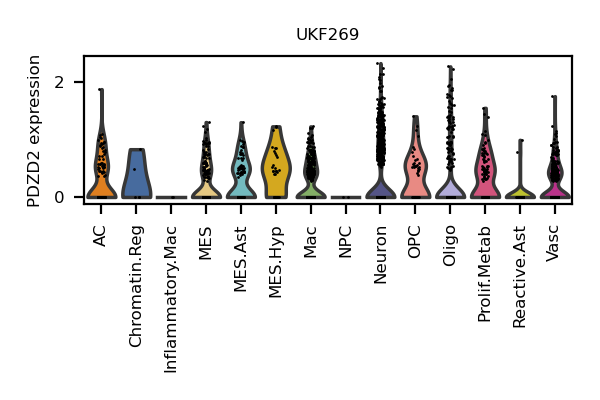 UKF269
PDZD2 expression
2
0
AC
Chromatin.Reg
Inflammatory.Mac
MES
MES.Ast
MES.Hyp
Mac
NPC
Neuron
OPC
Oligo
Prolif.Metab
Reactive.Ast
Vasc